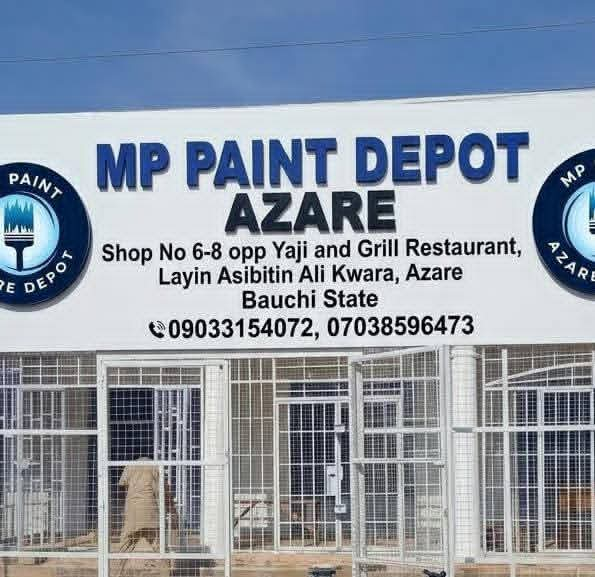 MP PAINT DEPOT
AZARE
Shop No 6-8 opp Yaji and Grill Restaurant,
Layin Asibitin Ali Kwara, Azare
Bauchi State
09033154072, 07038596473
PAINT
RE DEPOT
MP PA
AZARE